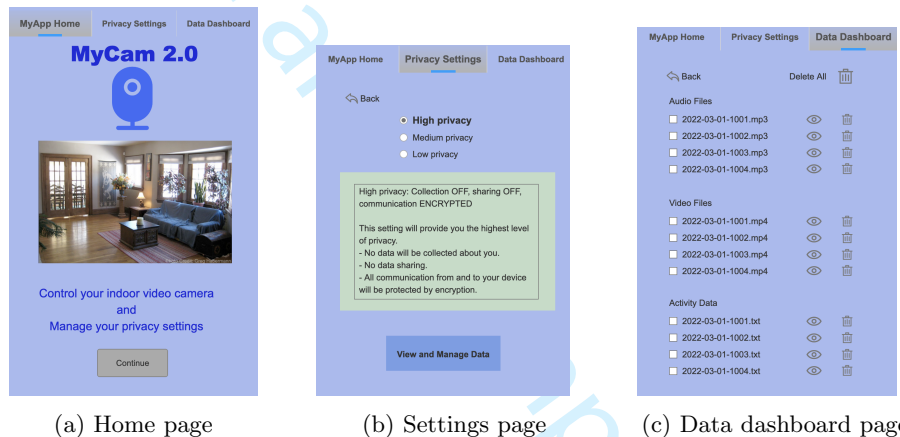 MyApp Home Privacy Settings Data Dashboard
MyCam 2.0
Control your indoor video camera
and
Manage your privacy settings
Continue
(a) Home page
MyApp Home Privacy Settings Data Dashboard
Back
High privacy
Medium privacy
Low privacy
High privacy: Collection OFF, sharing OFF,
communication ENCRYPTED
This setting will provide you the highest level
of privacy.
- No data will be collected about you.
- No data sharing.
- All communication from and to your device
will be protected by encryption.
View and Manage Data
(b) Settings page
MyApp Home Privacy Settings Data Dashboard
Back Delete All
Audio Files
2022-03-01-1001.mp3
2022-03-01-1002.mp3
2022-03-01-1003.mp3
2022-03-01-1004.mp3
Video Files
2022-03-01-1001.mp4
2022-03-01-1002.mp4
2022-03-01-1003.mp4
2022-03-01-1004.mp4
Activity Data
2022-03-01-1001.txt
2022-03-01-1002.txt
2022-03-01-1003.txt
2022-03-01-1004.txt
(c) Data dashboard page